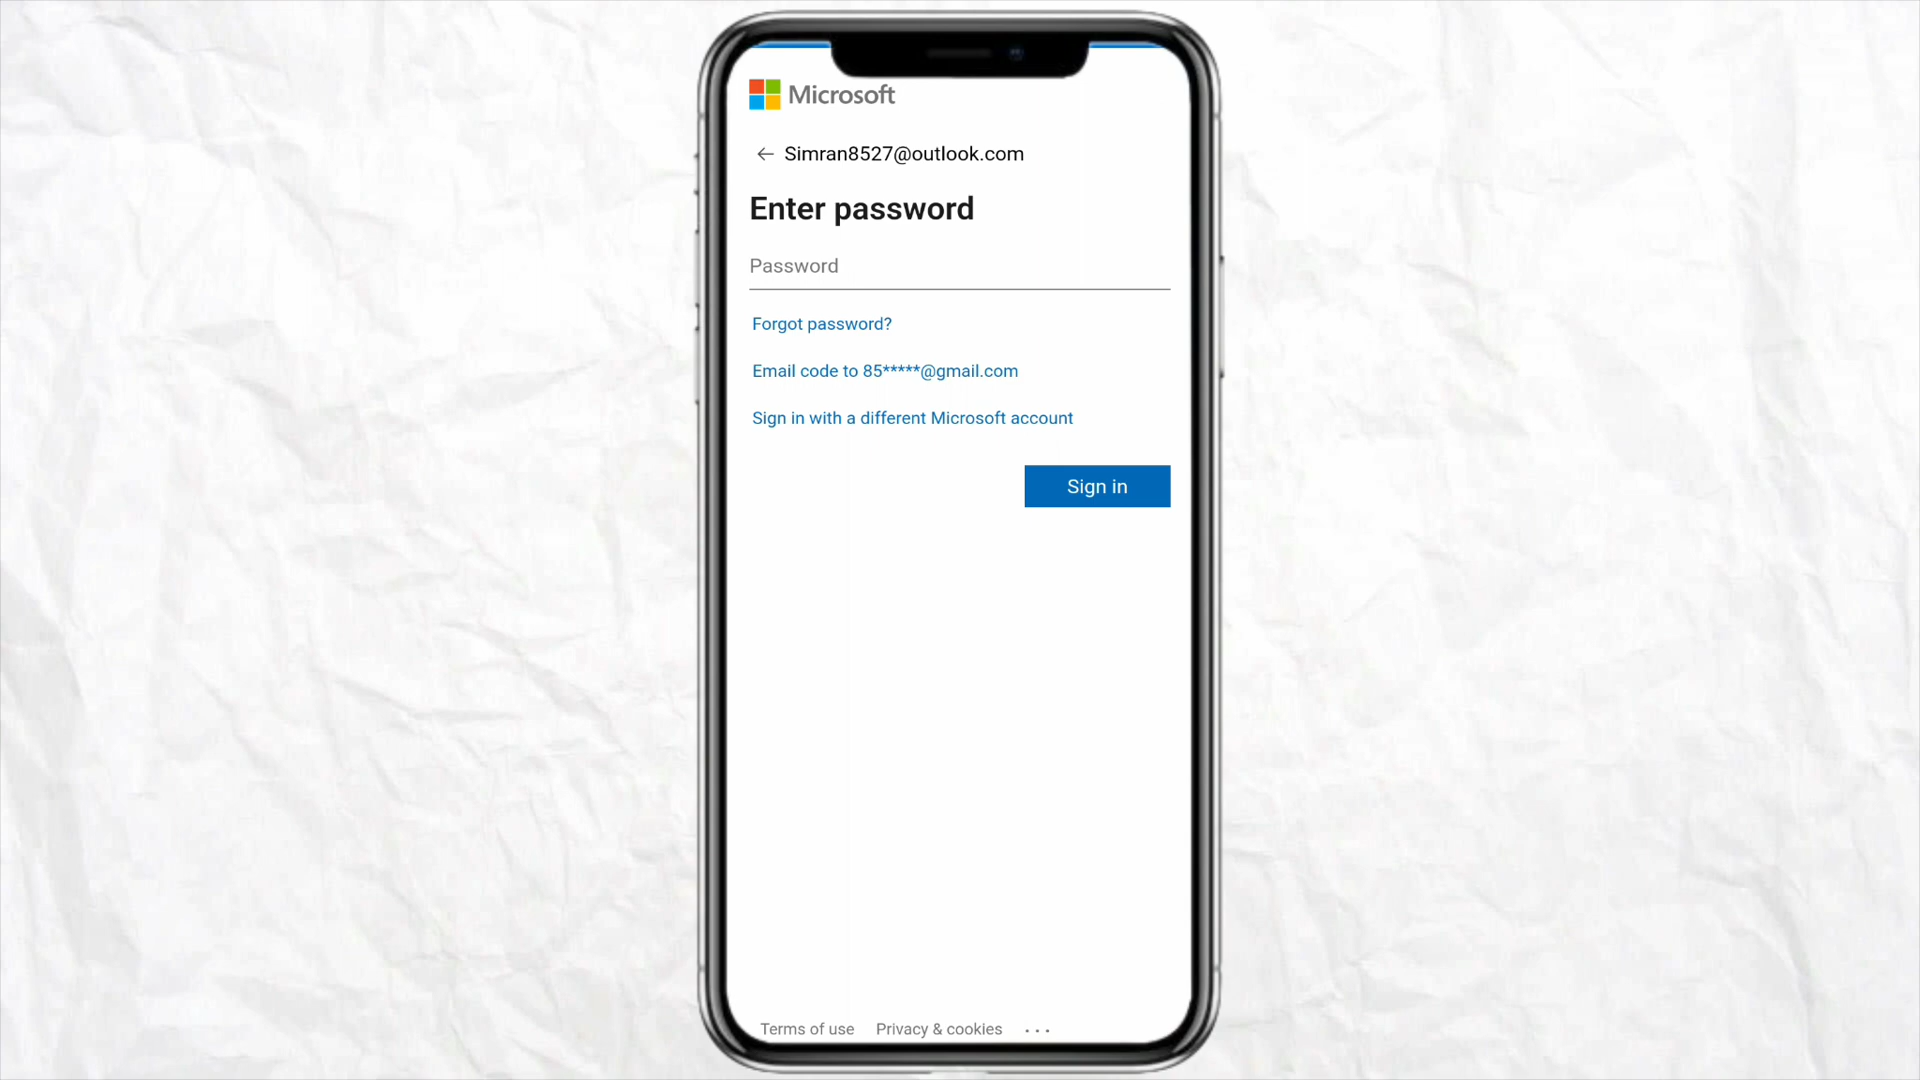 Microsoft
← Simran8527@outlook.com
Enter password
Password
Forgot password?
Email code to 85*****@gmail.com
Sign in with a different Microsoft account
Sign in
Terms of use Privacy & cookies ...